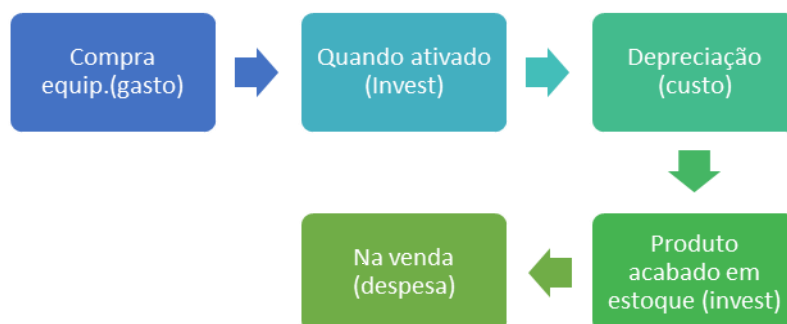 Compra
equip.(gasto)
Quando ativado
(Invest)
Depreciação
(custo)
Produto
acabado em
estoque (invest)
Na venda
(despesa)